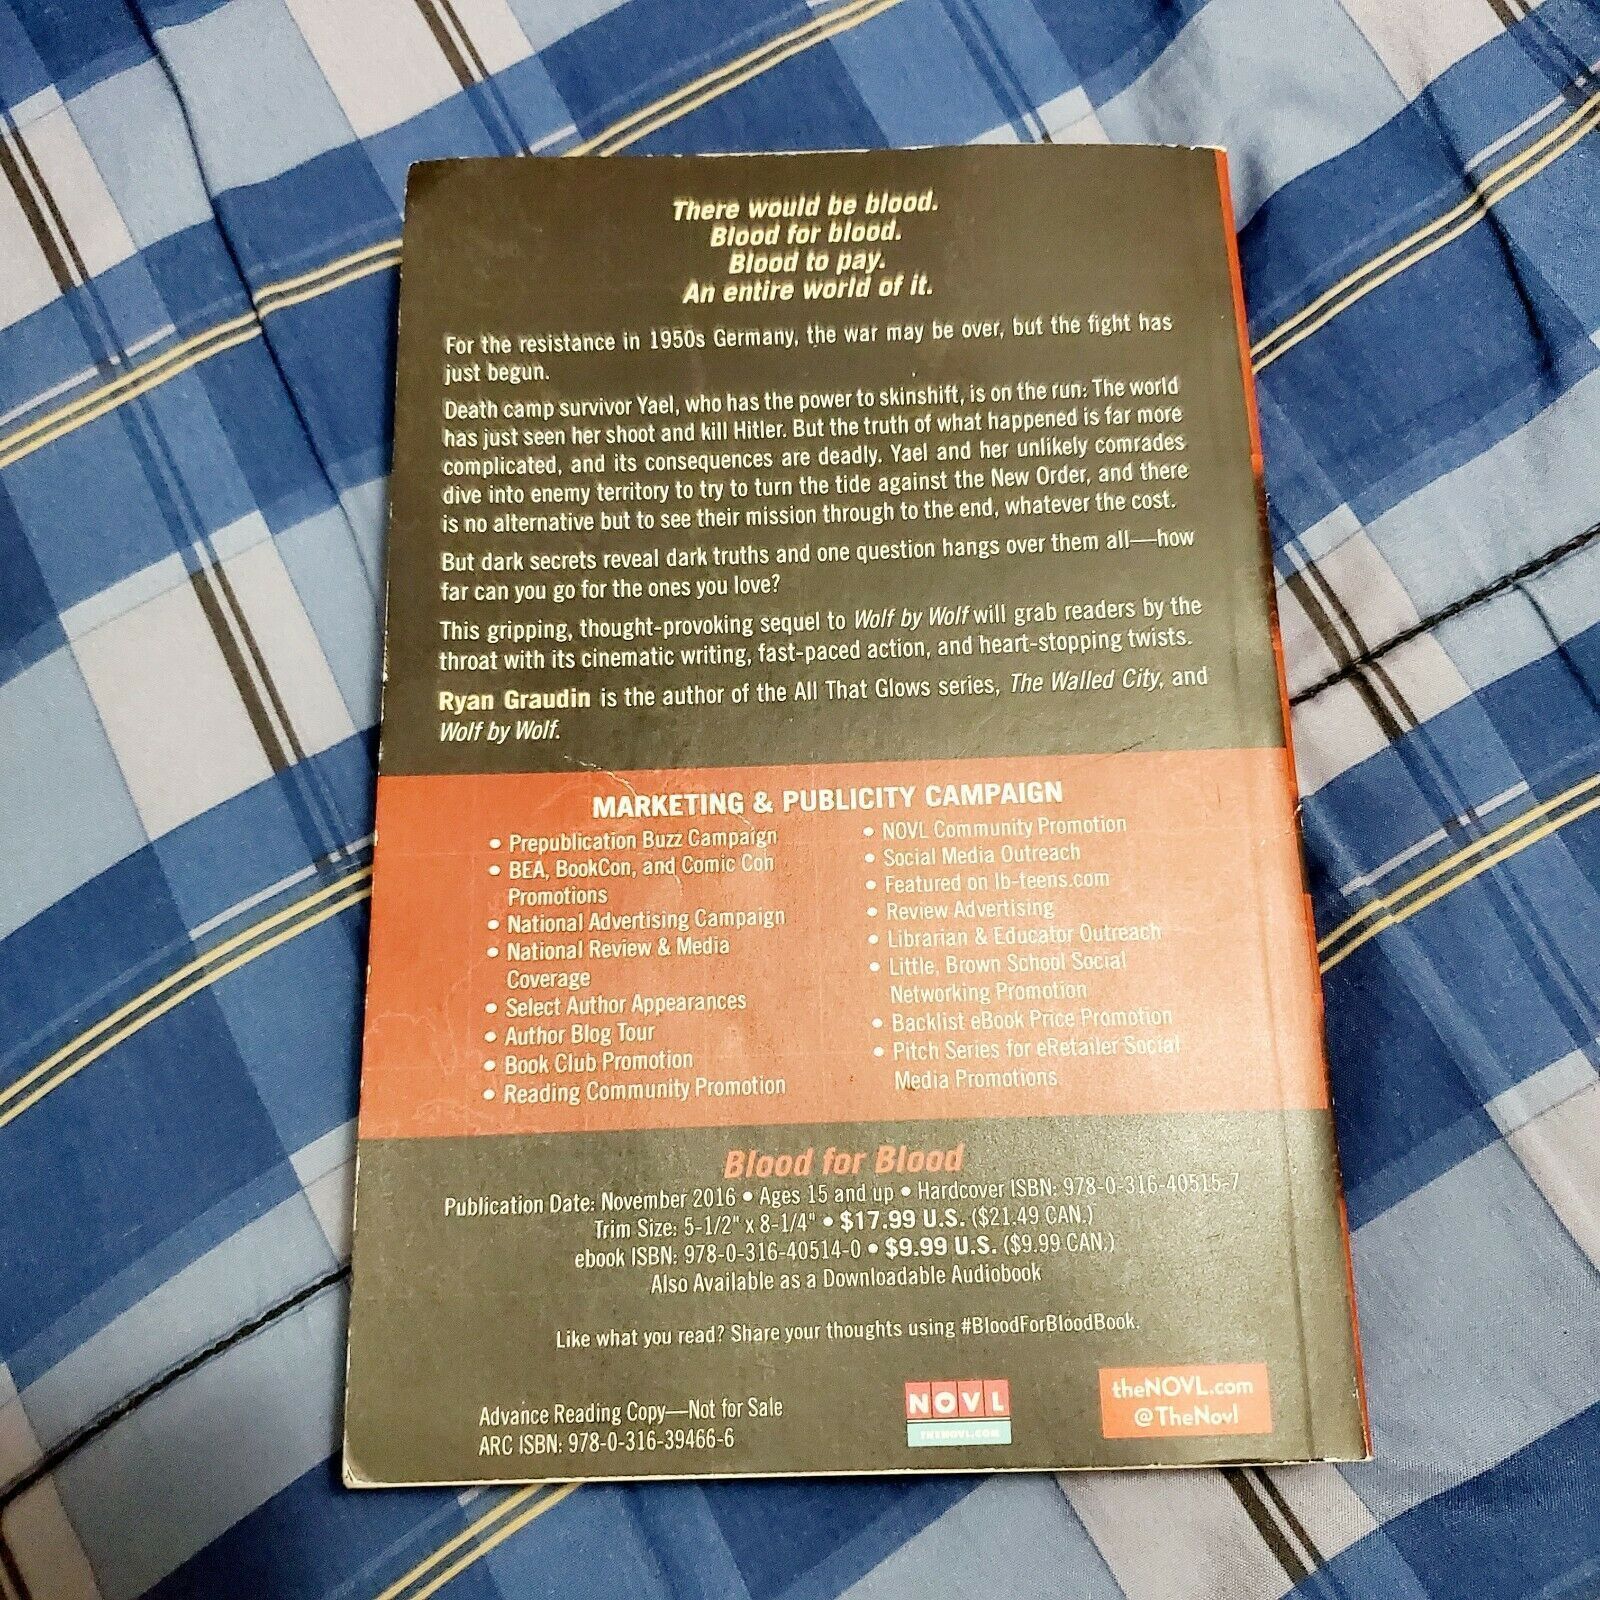 There would be blood.
Blood for blood.
Blood to pay.
An entire world of it.
For the resistance in 1950s Germany, the war may be over, but the fight has
just begun.
Death camp survivor Yael, who has the power to skinshift, is on the run: The world
has just seen her shoot and kill Hitler. But the truth of what happened is far more
complicated, and its consequences are deadly. Yael and her unlikely comrades
dive into enemy territory to try to turn the tide against the New Order, and there
is no alternative but to see their mission through to the end, whatever the cost.
But dark secrets reveal dark truths and one question hangs over them all—how
far can you go for the ones you love?
This gripping, thought-provoking sequel to Wolf by Wolf will grab readers by the
throat with its cinematic writing, fast-paced action, and heart-stopping twists.
Ryan Graudin is the author of the All That Glows series, The Walled City, and
Wolf by Wolf.
MARKETING & PUBLICITY CAMPAIGN
• Prepublication Buzz Campaign
• BEA, BookCon, and Comic Con
Promotions
• National Advertising Campaign
• National Review & Media
Coverage
• Select Author Appearances
• Author Blog Tour
• Book Club Promotion
• Reading Community Promotion
• NOVL Community Promotion
• Social Media Outreach
• Featured on lb-teens.com
• Review Advertising
• Librarian & Educator Outreach
• Little, Brown School Social
Networking Promotion
• Backlist eBook Price Promotion
• Pitch Series for eRetailer Social
Media Promotions
Blood for Blood
Publication Date: November 2016 • Ages 15 and up • Hardcover ISBN: 978-0-316-40515-7
Trim Size: 5-1/2" x 8-1/4" • $17.99 U.S. ($21.49 CAN.)
ebook ISBN: 978-0-316-40514-0 • $9.99 U.S. ($9.99 CAN.)
Also Available as a Downloadable Audiobook
Like what you read? Share your thoughts using #BloodForBloodBook.
Advance Reading Copy—Not for Sale
ARC ISBN: 978-0-316-39466-6
NOVL
THENOVL.COM
theNOVL.com
@TheNovl